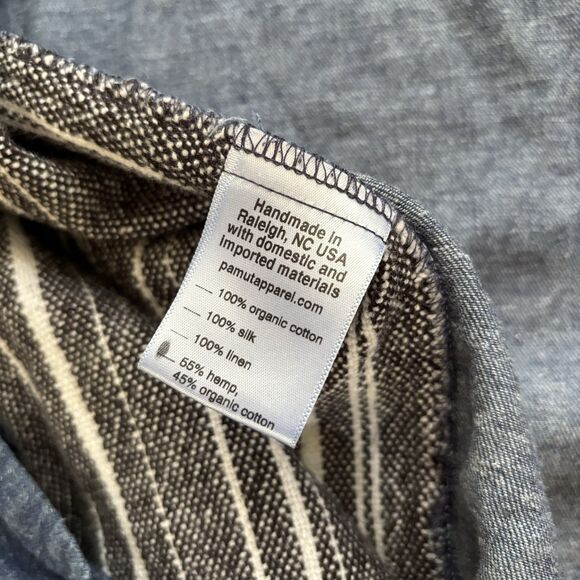 Handmade in
Raleigh, NC USA
with domestic and
imported materials
pamutapparel.com
100% organic cotton
100% silk
100% linen
55% hemp,
45% organic cotton